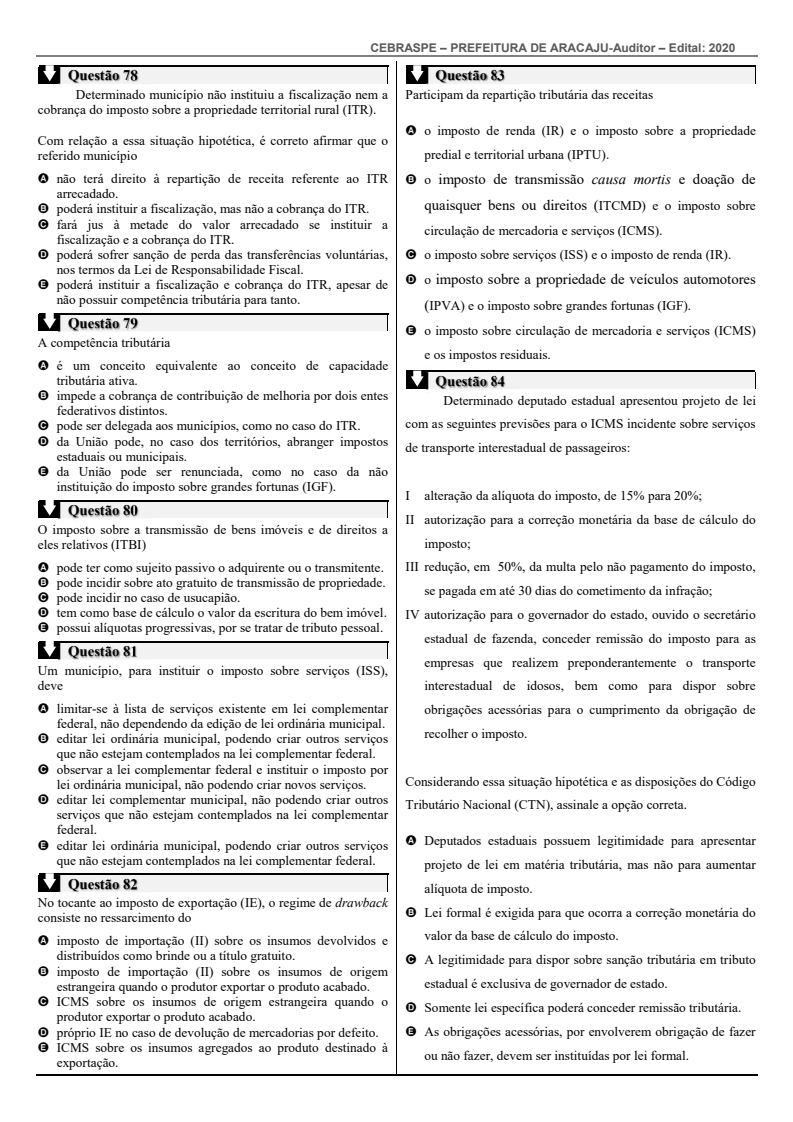 CEBRASPE – PREFEITURA DE ARACAJU-Auditor – Edital: 2020
Questão 78
Determinado município não instituiu a fiscalização nem a
cobrança do imposto sobre a propriedade territorial rural (ITR).
Com relação a essa situação hipotética, é correto afirmar que o
referido município
A não terá direito à repartição de receita referente ao ITR
arrecadado.
B poderá instituir a fiscalização, mas não a cobrança do ITR.
C fará jus à metade do valor arrecadado se instituir a
fiscalização e a cobrança do ITR.
D poderá sofrer sanção de perda das transferências voluntárias,
nos termos da Lei de Responsabilidade Fiscal.
E poderá instituir a fiscalização e cobrança do ITR, apesar de
não possuir competência tributária para tanto.
Questão 79
A competência tributária
A é um conceito equivalente ao conceito de capacidade
tributária ativa.
B impede a cobrança de contribuição de melhoria por dois entes
federativos distintos.
C pode ser delegada aos municípios, como no caso do ITR.
D da União pode, no caso dos territórios, abranger impostos
estaduais ou municipais.
E da União pode ser renunciada, como no caso da não
instituição do imposto sobre grandes fortunas (IGF).
Questão 80
O imposto sobre a transmissão de bens imóveis e de direitos a
eles relativos (ITBI)
A pode ter como sujeito passivo o adquirente ou o transmitente.
B pode incidir sobre ato gratuito de transmissão de propriedade.
C pode incidir no caso de usucapião.
D tem como base de cálculo o valor da escritura do bem imóvel.
E possui alíquotas progressivas, por se tratar de tributo pessoal.
Questão 81
Um município, para instituir o imposto sobre serviços (ISS),
deve
A limitar-se à lista de serviços existente em lei complementar
federal, não dependendo da edição de lei ordinária municipal.
B editar lei ordinária municipal, podendo criar outros serviços
que não estejam contemplados na lei complementar federal.
C observar a lei complementar federal e instituir o imposto por
lei ordinária municipal, não podendo criar novos serviços.
D editar lei complementar municipal, não podendo criar outros
serviços que não estejam contemplados na lei complementar
federal.
E editar lei ordinária municipal, podendo criar outros serviços
que não estejam contemplados na lei complementar federal.
Questão 82
No tocante ao imposto de exportação (IE), o regime de drawback
consiste no ressarcimento do
A imposto de importação (II) sobre os insumos devolvidos e
distribuídos como brinde ou a título gratuito.
B imposto de importação (II) sobre os insumos de origem
estrangeira quando o produtor exportar o produto acabado.
C ICMS sobre os insumos de origem estrangeira quando o
produtor exportar o produto acabado.
D próprio IE no caso de devolução de mercadorias por defeito.
E ICMS sobre os insumos agregados ao produto destinado à
exportação.
Questão 83
Participam da repartição tributária das receitas
A o imposto de renda (IR) e o imposto sobre a propriedade
predial e territorial urbana (IPTU).
B o imposto de transmissão causa mortis e doação de
quaisquer bens ou direitos (ITCMD) e o imposto sobre
circulação de mercadoria e serviços (ICMS).
C o imposto sobre serviços (ISS) e o imposto de renda (IR).
D o imposto sobre a propriedade de veículos automotores
(IPVA) e o imposto sobre grandes fortunas (IGF).
E o imposto sobre circulação de mercadoria e serviços (ICMS)
e os impostos residuais.
Questão 84
Determinado deputado estadual apresentou projeto de lei
com as seguintes previsões para o ICMS incidente sobre serviços
de transporte interestadual de passageiros:
I alteração da alíquota do imposto, de 15% para 20%;
II autorização para a correção monetária da base de cálculo do
imposto;
III redução, em 50%, da multa pelo não pagamento do imposto,
se pagada em até 30 dias do cometimento da infração;
IV autorização para o governador do estado, ouvido o secretário
estadual de fazenda, conceder remissão do imposto para as
empresas que realizem preponderantemente o transporte
interestadual de idosos, bem como para dispor sobre
obrigações acessórias para o cumprimento da obrigação de
recolher o imposto.
Considerando essa situação hipotética e as disposições do Código
Tributário Nacional (CTN), assinale a opção correta.
A Deputados estaduais possuem legitimidade para apresentar
projeto de lei em matéria tributária, mas não para aumentar
alíquota de imposto.
B Lei formal é exigida para que ocorra a correção monetária do
valor da base de cálculo do imposto.
C A legitimidade para dispor sobre sanção tributária em tributo
estadual é exclusiva de governador de estado.
D Somente lei específica poderá conceder remissão tributária.
E As obrigações acessórias, por envolverem obrigação de fazer
ou não fazer, devem ser instituídas por lei formal.